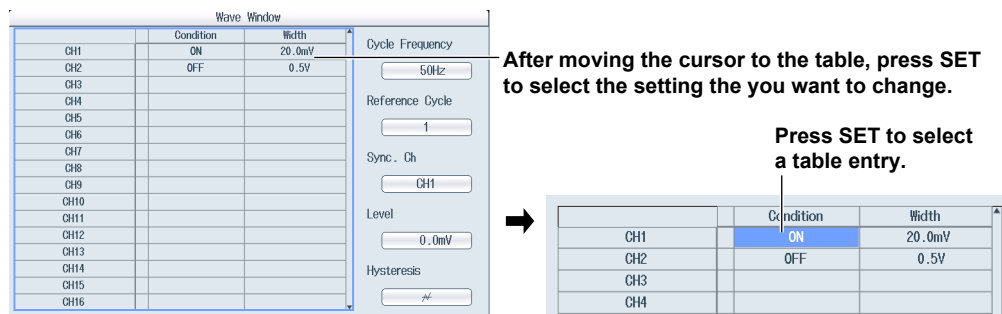 Wave Window
Condition Width
CH1 ON 20.0mV
CH2 OFF 0.5V
CH3
CH4
CH5
CH6
CH7
CH8
CH9
CH10
CH11
CH12
CH13
CH14
CH15
CH16
Cycle Frequency
50Hz
Reference Cycle
1
Sync. Ch
CH1
Level
0.0mV
Hysteresis
After moving the cursor to the table, press SET
to select the setting the you want to change.
Press SET to select
a table entry.
Condition Width
CH1 ON 20.0mV
CH2 OFF 0.5V
CH3
CH4